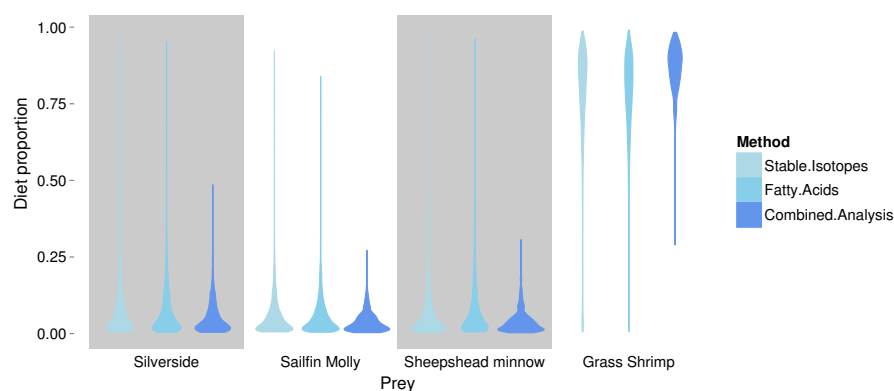 1.00
0.75
0.50
0.25
0.00
Diet proportion
Silverside
Sailfin Molly
Sheepshead minnow
Grass Shrimp
Prey
Method
Stable.Isotopes
Fatty.Acids
Combined.Analysis